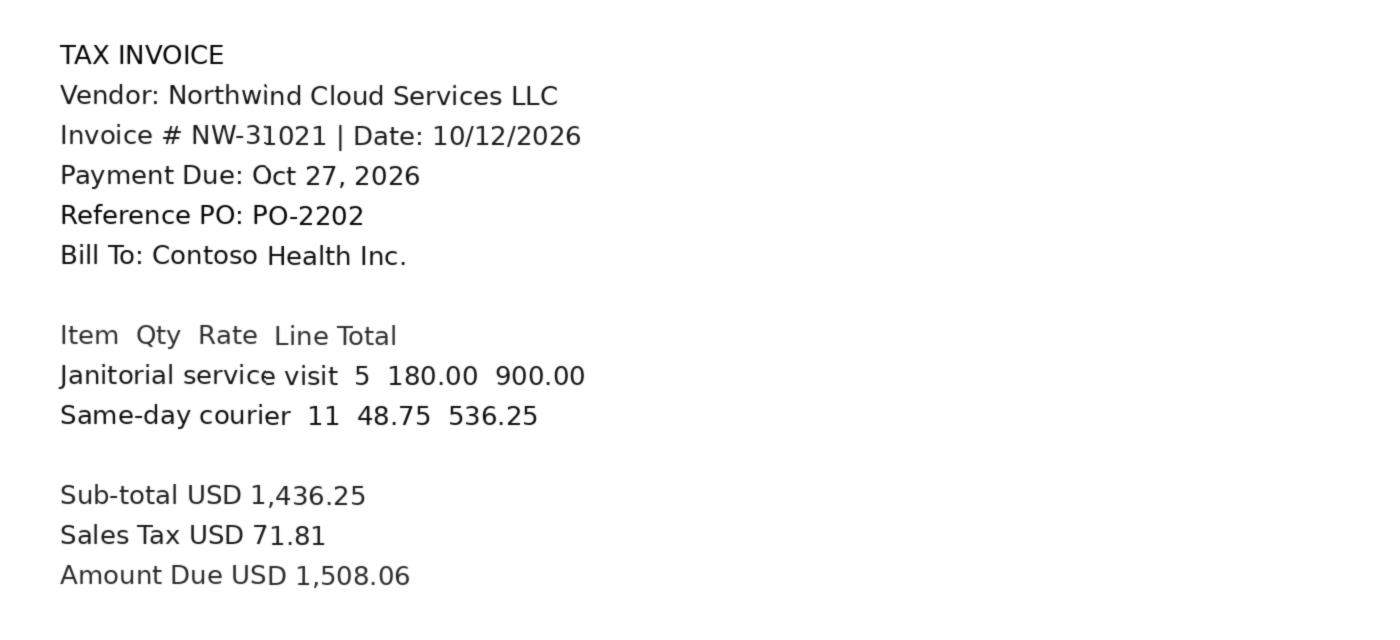 TAX INVOICE
Vendor: Northwind Cloud Services LLC
Invoice # NW-31021 | Date: 10/12/2026
Payment Due: Oct 27, 2026
Reference PO: PO-2202
Bill To: Contoso Health Inc.
Item Qty Rate Line Total
Janitorial service visit 5 180.00 900.00
Same-day courier 11 48.75 536.25
Sub-total USD 1,436.25
Sales Tax USD 71.81
Amount Due USD 1,508.06